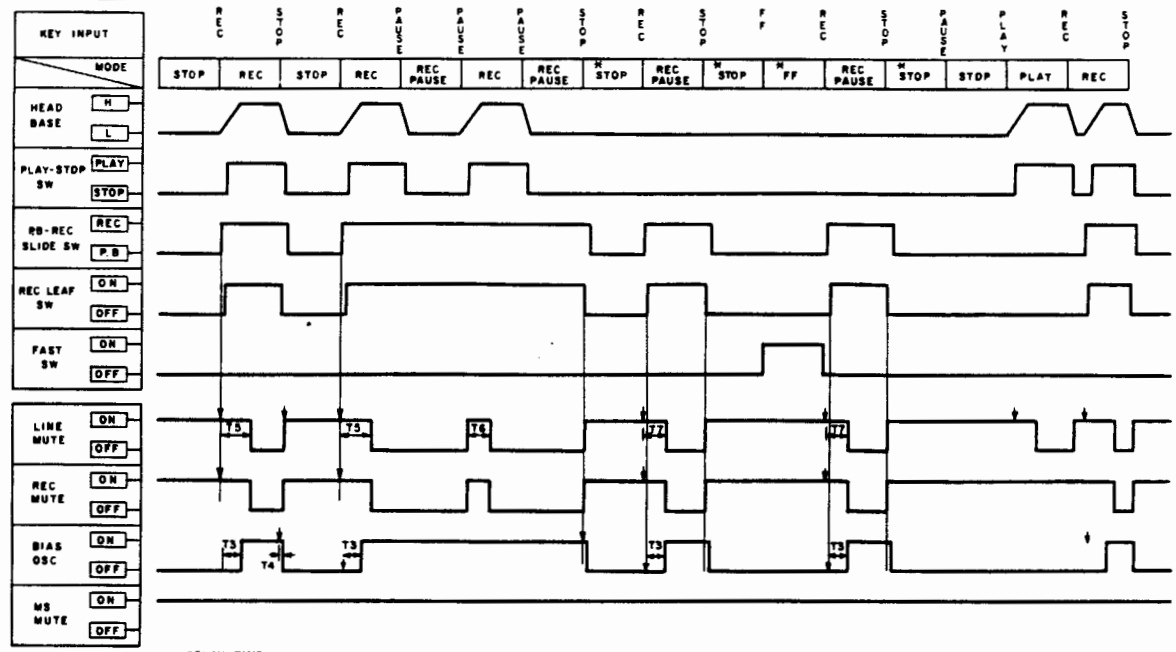 REC STOP REC PAUSE PAUSE PAUSE STOP REC STOP FF REC STOP PAUSE PLAY REC STOP
KEY INPUT
MODE
STOP REC STOP REC REC PAUSE REC REC PAUSE *STOP REC PAUSE *STOP *FF REC PAUSE *STOP STOP PLAY REC
HEAD BASE H
L
PLAY-STOP SW PLAY
STOP
PB-REC SLIDE SW REC
P.B
REC LEAF SW ON
OFF
FAST SW ON
OFF
LINE MUTE ON
T5 T5 T6 T7 T7
OFF
REC MUTE ON
OFF
BIAS OSC ON
T3 T4 T3 T3 T3
OFF
MS MUTE ON
OFF